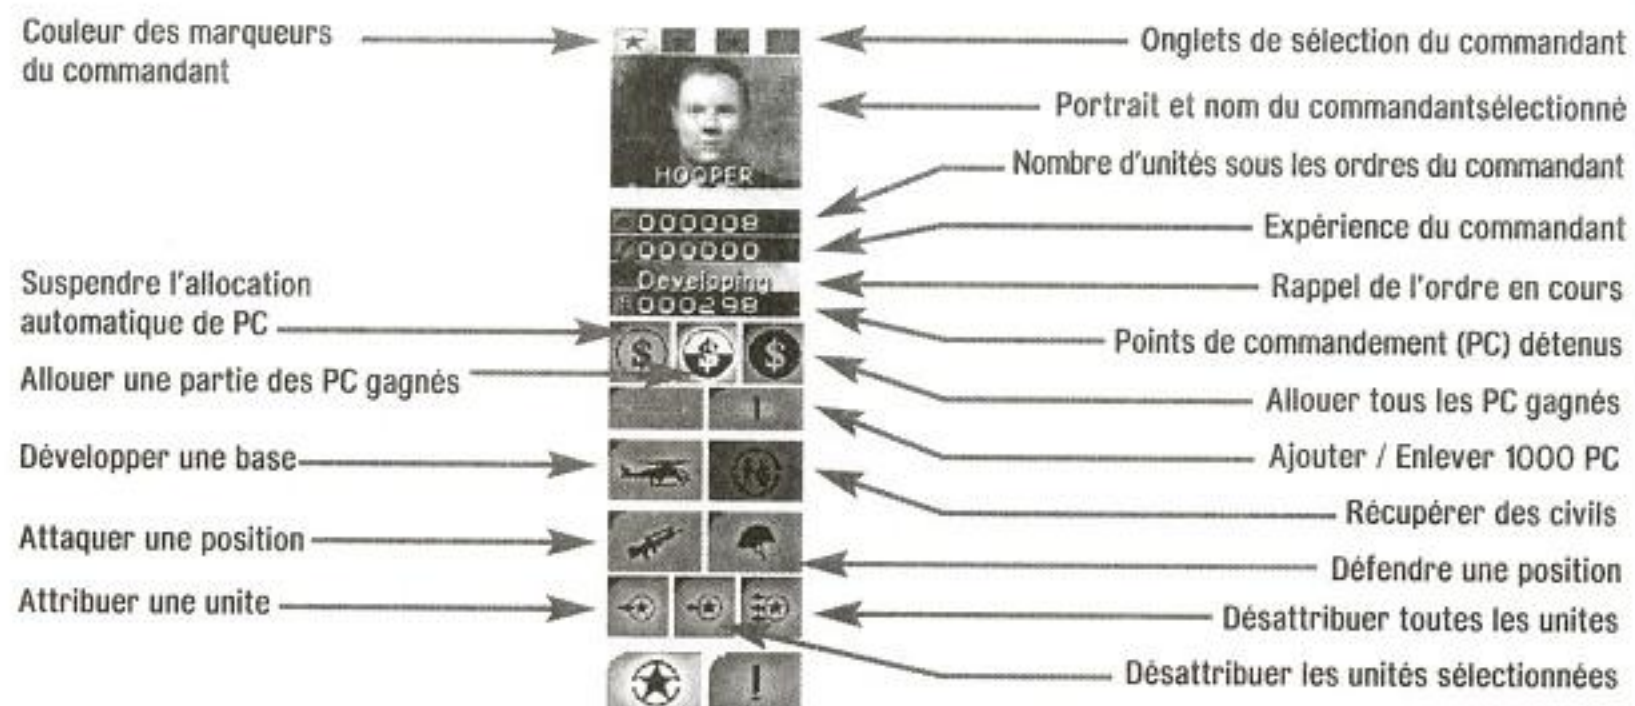 Couleur des marqueurs
du commandant
Onglets de sélection du commandant
Portrait et nom du commandantsélectionné
HOOPER
Nombre d'unités sous les ordres du commandant
000008
Expérience du commandant
000000
Developing
Rappel de l'ordre en cours
000298
Points de commandement (PC) détenus
Suspendre l'allocation
automatique de PC
$ $ $
Allouer une partie des PC gagnés
Allouer tous les PC gagnés
Ajouter / Enlever 1000 PC
Développer une base
Récupérer des civils
Attaquer une position
Défendre une position
Attribuer une unite
Désattribuer toutes les unites
Désattribuer les unités sélectionnées
!